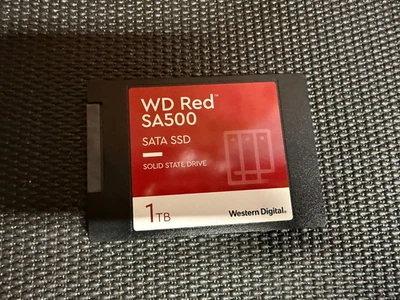 WD Red™
SA500
SATA SSD
SOLID STATE DRIVE
1TB
Western Digital®